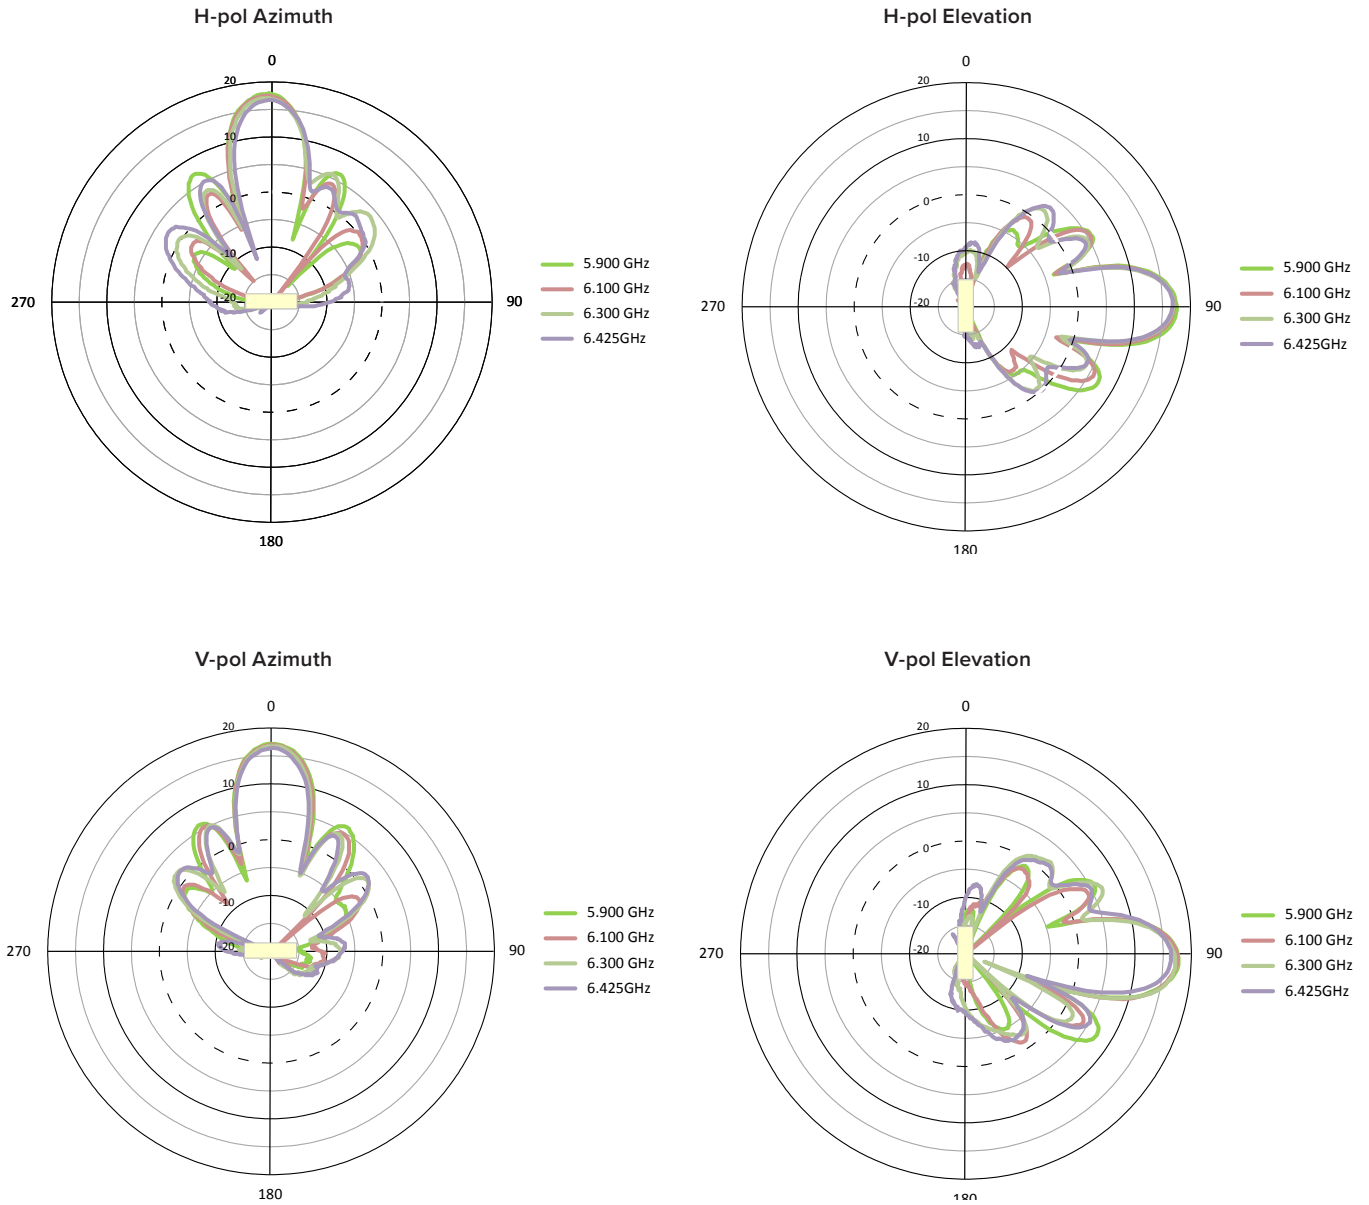 H-pol Azimuth
0
20
10
0
-10
-20
270
90
180
5.900 GHz
6.100 GHz
6.300 GHz
6.425GHz
H-pol Elevation
0
20
10
0
-10
-20
270
90
180
5.900 GHz
6.100 GHz
6.300 GHz
6.425GHz
V-pol Azimuth
0
20
10
0
-10
-20
270
90
180
5.900 GHz
6.100 GHz
6.300 GHz
6.425GHz
V-pol Elevation
0
20
10
0
-10
-20
270
90
180
5.900 GHz
6.100 GHz
6.300 GHz
6.425GHz